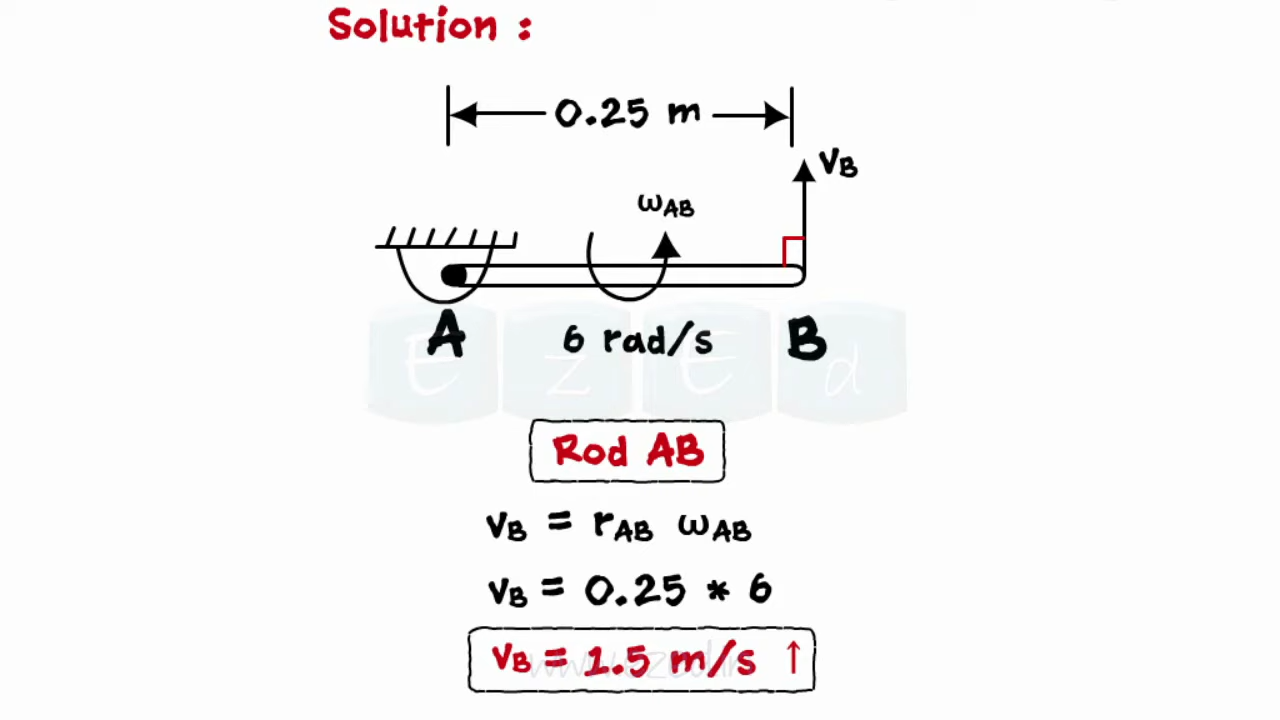 Solution :
0.25 m
vB
ωAB
A 6 rad/s B
E z E d
Rod AB
vB = rAB ωAB
vB = 0.25 * 6
vB = 1.5 m/s ↑